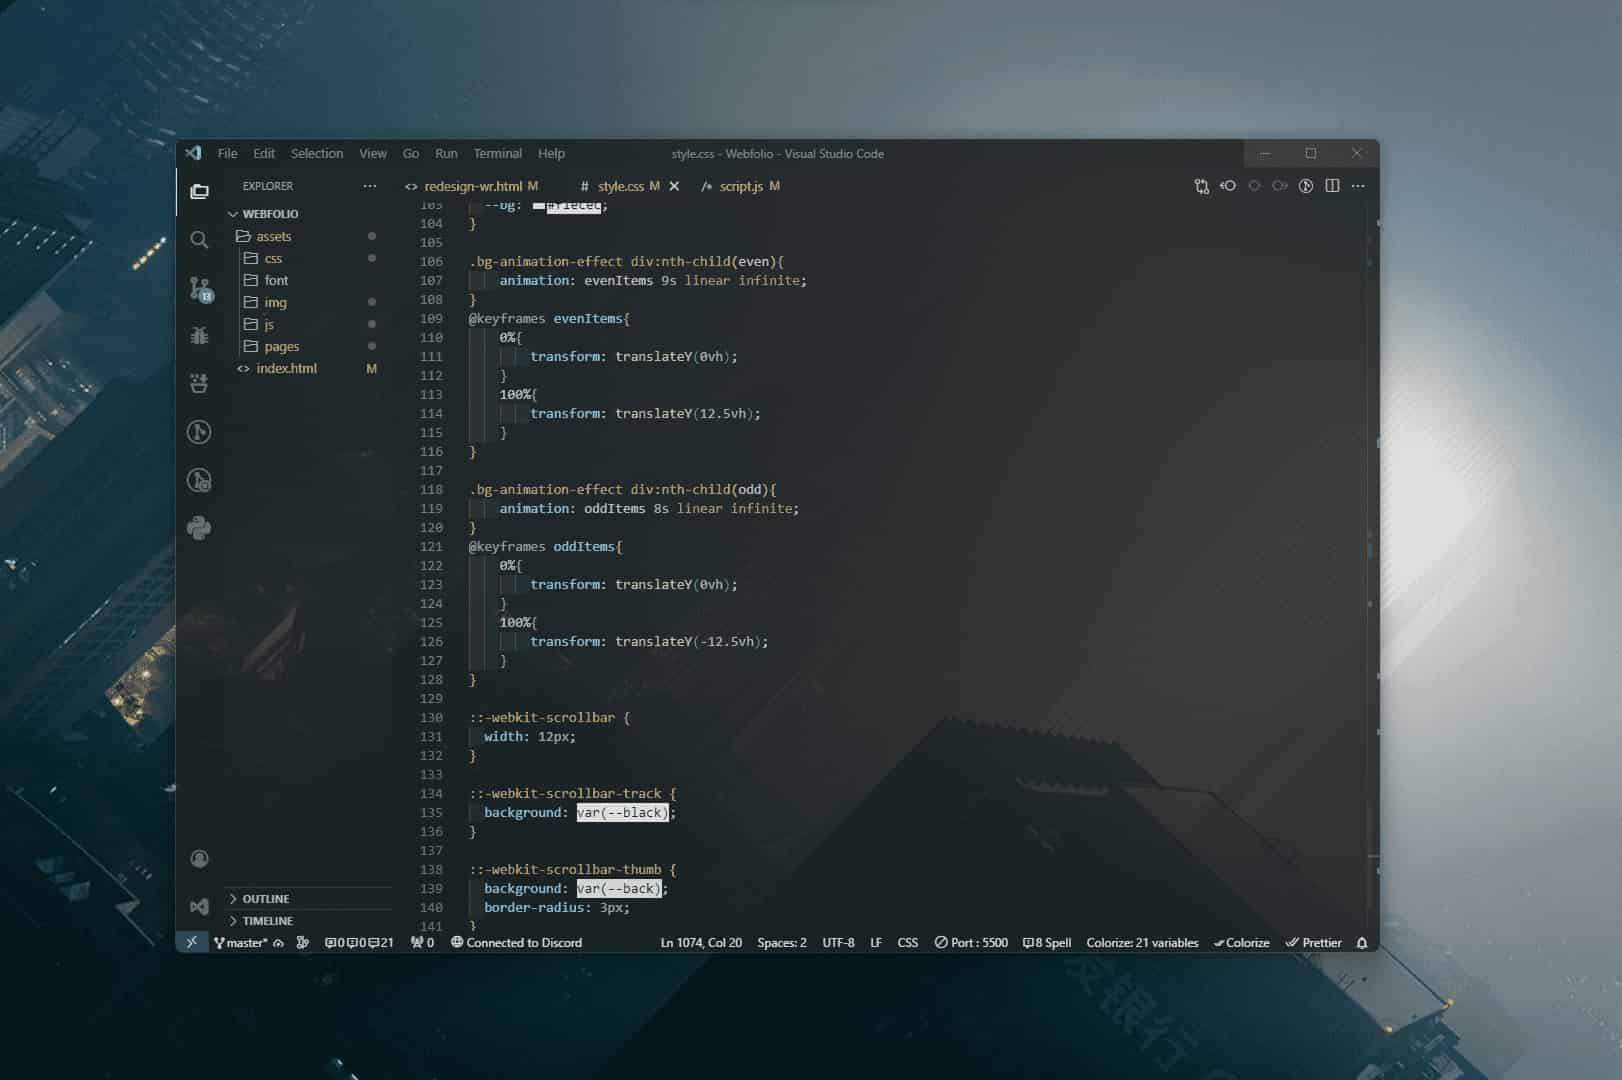 File Edit Selection View Go Run Terminal Help
style.css - Webfolio - Visual Studio Code
EXPLORER
redesign-wr.html M
# style.css M
script.js M
WEBFOLIO
assets
css
font
img
js
pages
index.html M
13
OUTLINE
TIMELINE
103 --bg:
104 }
105
106 .bg-animation-effect div:nth-child(even){
107 animation: evenItems 9s linear infinite;
108 }
109 @keyframes evenItems{
110 0%{
111 transform: translateY(0vh);
112 }
113 100%{
114 transform: translateY(12.5vh);
115 }
116 }
117
118 .bg-animation-effect div:nth-child(odd){
119 animation: oddItems 8s linear infinite;
120 }
121 @keyframes oddItems{
122 0%{
123 transform: translateY(0vh);
124 }
125 100%{
126 transform: translateY(-12.5vh);
127 }
128 }
129
130 ::-webkit-scrollbar {
131 width: 12px;
132 }
133
134 ::-webkit-scrollbar-track {
135 background: var(--black);
136 }
137
138 ::-webkit-scrollbar-thumb {
139 background: var(--back);
140 border-radius: 3px;
141 }
master* 0 0 21 0 Connected to Discord Ln 1074, Col 20 Spaces: 2 UTF-8 LF CSS Port : 5500 8 Spell Colorize: 21 variables Colorize Prettier
发银行